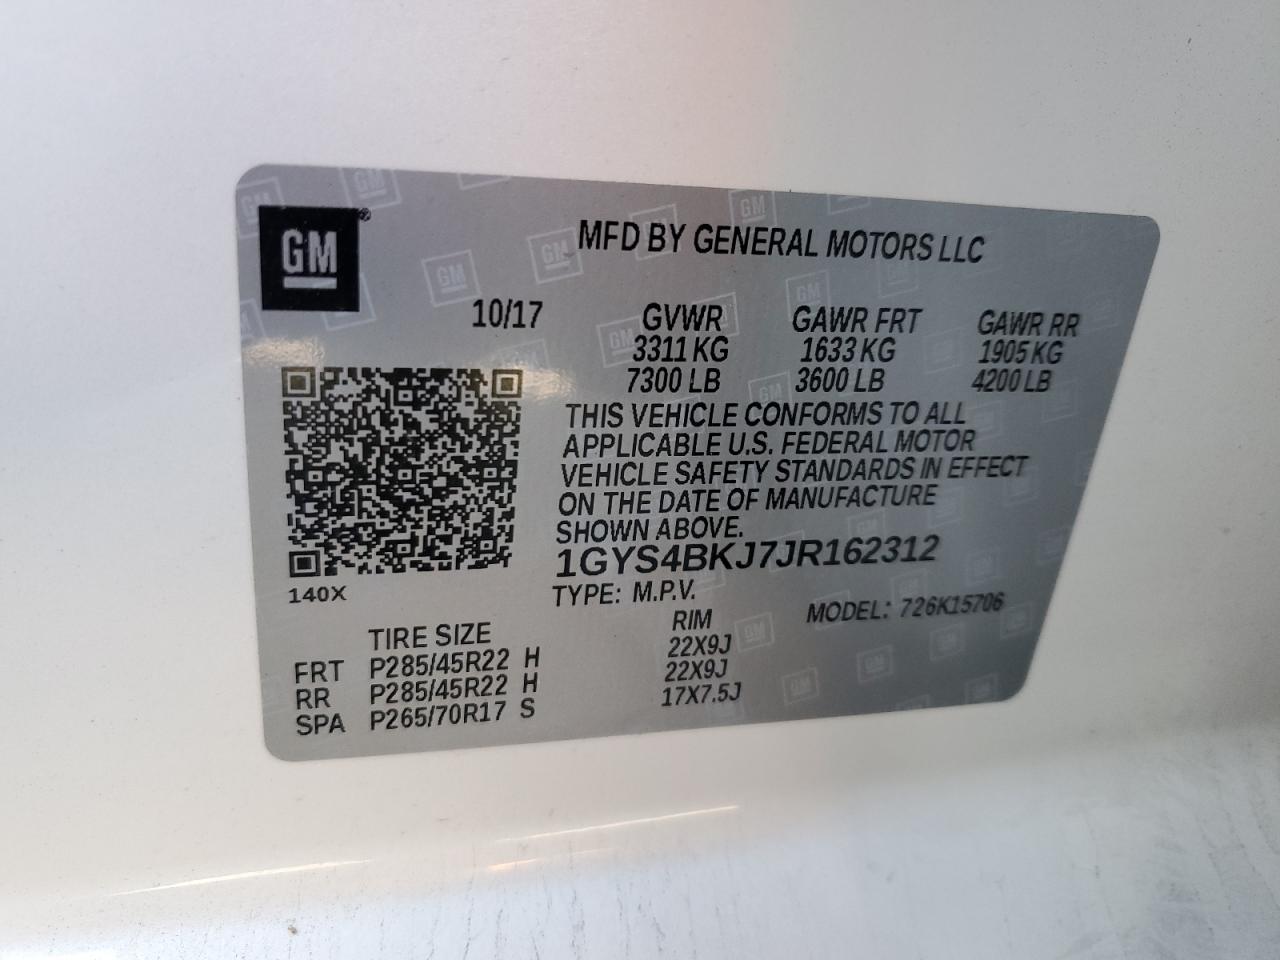 GM
MFD BY GENERAL MOTORS LLC
10/17 GVWR GAWR FRT GAWR RR
3311 KG 1633 KG 1905 KG
7300 LB 3600 LB 4200 LB
THIS VEHICLE CONFORMS TO ALL
APPLICABLE U.S. FEDERAL MOTOR
VEHICLE SAFETY STANDARDS IN EFFECT
ON THE DATE OF MANUFACTURE
SHOWN ABOVE.
1GYS4BKJ7JR162312
140X
TYPE: M.P.V. MODEL: 726K15706
TIRE SIZE RIM
FRT P285/45R22 H 22X9J
RR P285/45R22 H 22X9J
SPA P265/70R17 S 17X7.5J